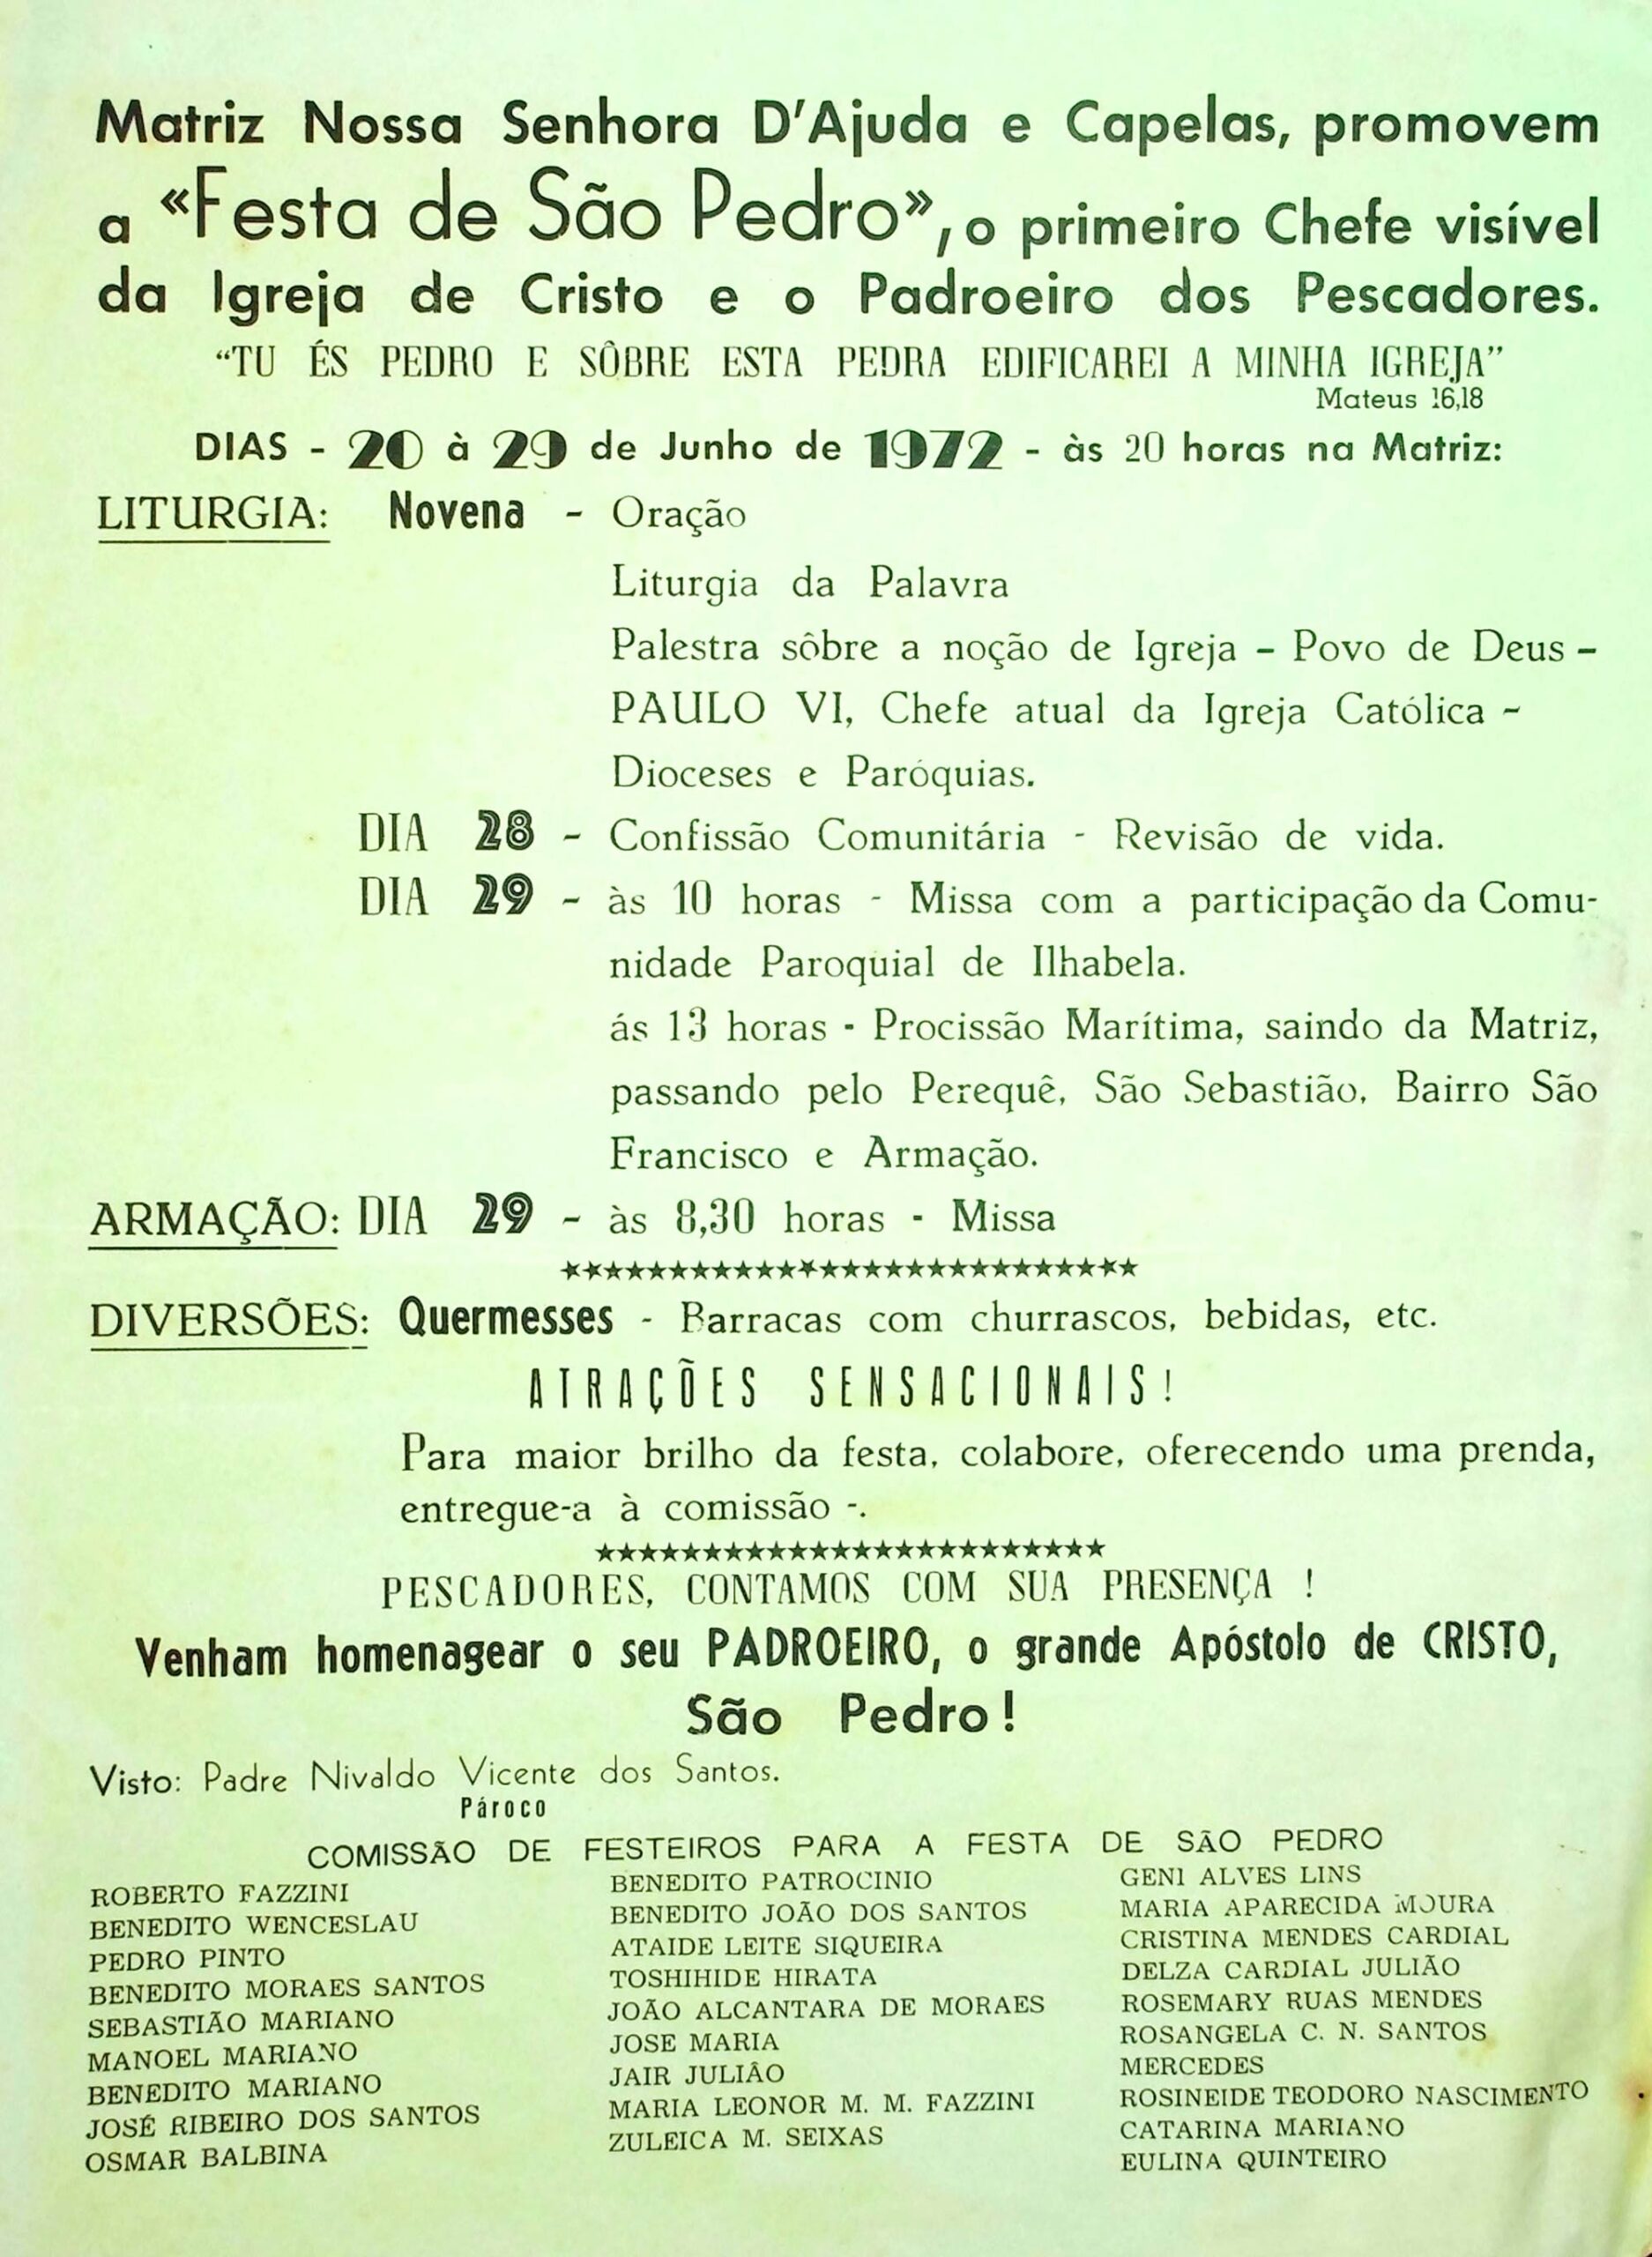 Matriz Nossa Senhora D'Ajuda e Capelas, promovem
a «Festa de São Pedro», o primeiro Chefe visível
da Igreja de Cristo e o Padroeiro dos Pescadores.
“TU ÉS PEDRO E SÔBRE ESTA PEDRA EDIFICAREI A MINHA IGREJA”
Mateus 16,18
DIAS - 20 à 29 de Junho de 1972 - às 20 horas na Matriz:
LITURGIA: Novena - Oração
Liturgia da Palavra
Palestra sôbre a noção de Igreja - Povo de Deus -
PAULO VI, Chefe atual da Igreja Católica -
Dioceses e Paróquias.
DIA 28 - Confissão Comunitária - Revisão de vida.
DIA 29 - às 10 horas - Missa com a participação da Comu-
nidade Paroquial de Ilhabela.
ás 13 horas - Procissão Marítima, saindo da Matriz,
passando pelo Perequê, São Sebastião, Bairro São
Francisco e Armação.
ARMAÇÃO: DIA 29 - às 8,30 horas - Missa
★★★★★★★★★★★★★★★★★★★★★★★★★★★
DIVERSÕES: Quermesses - Barracas com churrascos, bebidas, etc.
ATRAÇÕES SENSACIONAIS!
Para maior brilho da festa, colabore, oferecendo uma prenda,
entregue-a à comissão -.
★★★★★★★★★★★★★★★★★★★★★★★★
PESCADORES, CONTAMOS COM SUA PRESENÇA !
Venham homenagear o seu PADROEIRO, o grande Apóstolo de CRISTO,
São Pedro!
Visto: Padre Nivaldo Vicente dos Santos.
Pároco
COMISSÃO DE FESTEIROS PARA A FESTA DE SÃO PEDRO
ROBERTO FAZZINI
BENEDITO WENCESLAU
PEDRO PINTO
BENEDITO MORAES SANTOS
SEBASTIÃO MARIANO
MANOEL MARIANO
BENEDITO MARIANO
JOSÉ RIBEIRO DOS SANTOS
OSMAR BALBINA
BENEDITO PATROCINIO
BENEDITO JOÃO DOS SANTOS
ATAIDE LEITE SIQUEIRA
TOSHIHIDE HIRATA
JOÃO ALCANTARA DE MORAES
JOSE MARIA
JAIR JULIÂO
MARIA LEONOR M. M. FAZZINI
ZULEICA M. SEIXAS
GENI ALVES LINS
MARIA APARECIDA MOURA
CRISTINA MENDES CARDIAL
DELZA CARDIAL JULIÃO
ROSEMARY RUAS MENDES
ROSANGELA C. N. SANTOS
MERCEDES
ROSINEIDE TEODORO NASCIMENTO
CATARINA MARIANO
EULINA QUINTEIRO